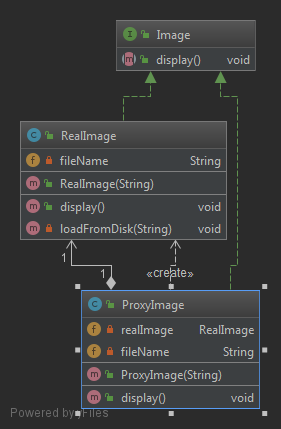 Image
display() void
RealImage
fileName String
RealImage(String)
display() void
loadFromDisk(String) void
1
1
«create»
ProxyImage
realImage RealImage
fileName String
ProxyImage(String)
display() void
Powered by yFiles